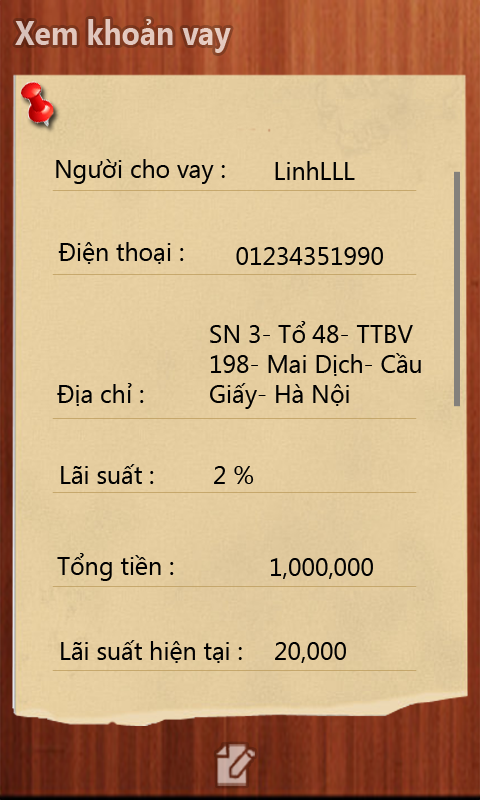 Xem khoản vay
Người cho vay : LinhLLL
Điện thoại : 01234351990
SN 3- Tổ 48- TTBV
198- Mai Dịch- Cầu
Địa chỉ : Giấy- Hà Nội
Lãi suất : 2 %
Tổng tiền : 1,000,000
Lãi suất hiện tại : 20,000